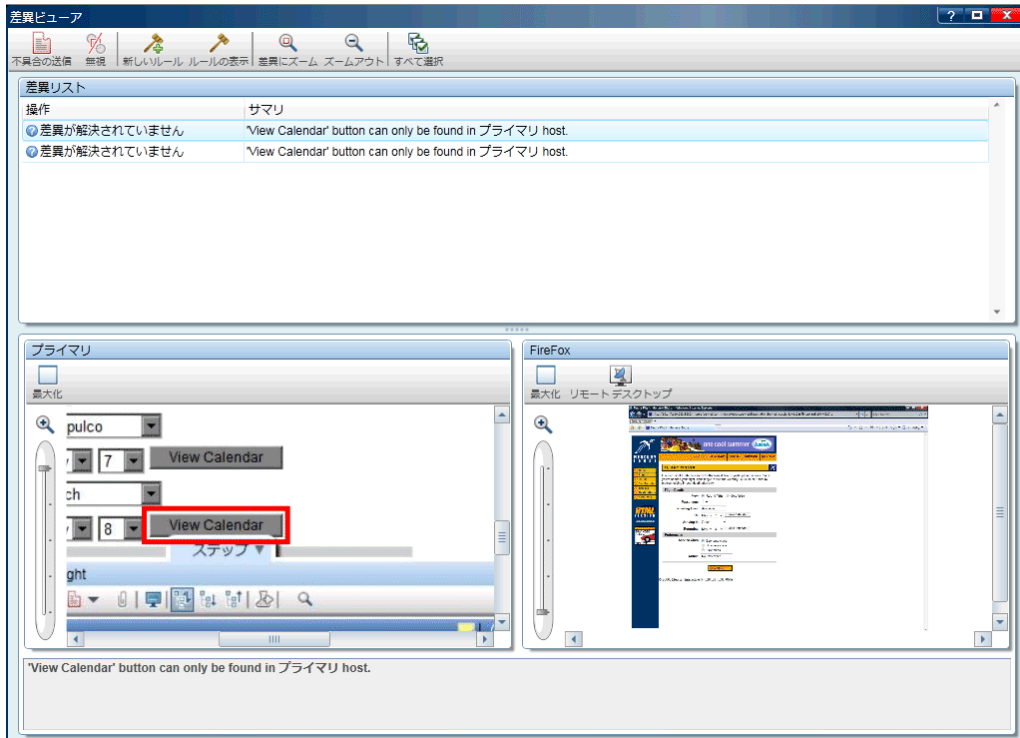 差異ビューア
不具合の送信 無視 新しいルール ルールの表示 差異にズーム ズームアウト すべて選択
差異リスト
操作 サマリ
差異が解決されていません 'View Calendar' button can only be found in プライマリ host.
差異が解決されていません 'View Calendar' button can only be found in プライマリ host.
プライマリ
最大化
pulco
7 View Calendar
ch
8 View Calendar
ステップ ▼
ght
FireFox
最大化 リモート デスクトップ
one cool summer
'View Calendar' button can only be found in プライマリ host.